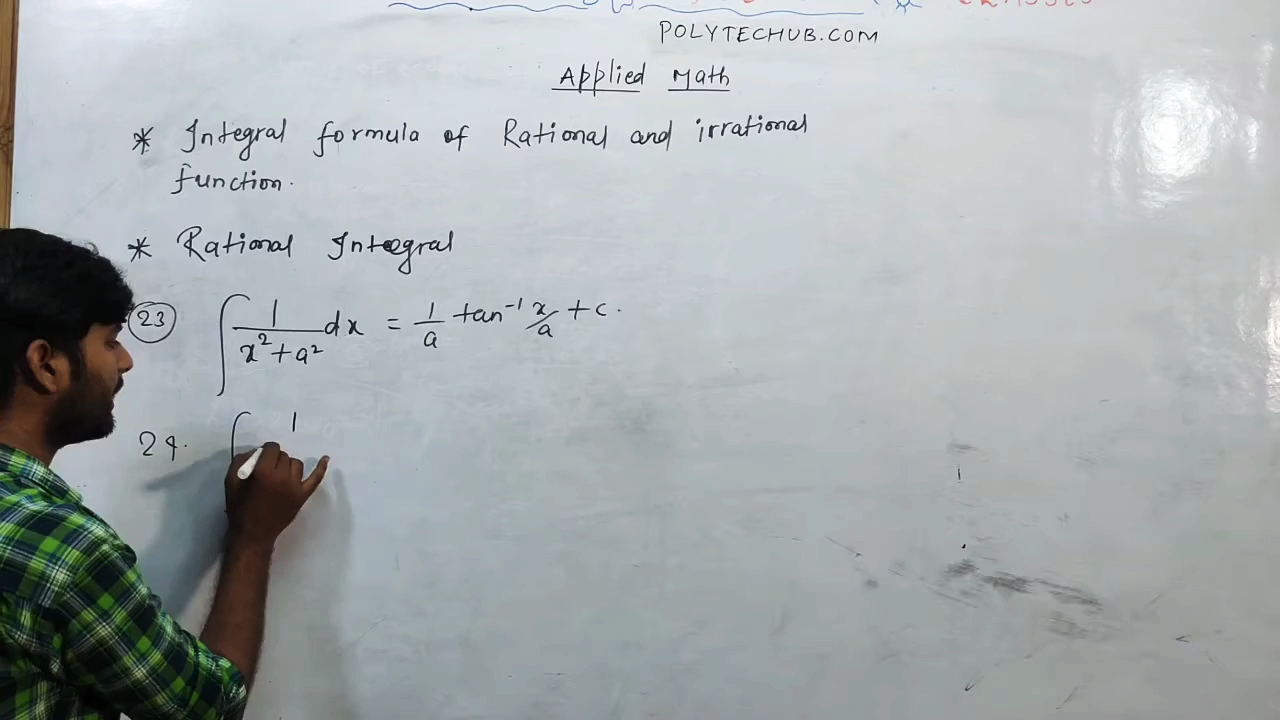 POLYTECHUB.COM
Applied Math
* Integral formula of Rational and irrational
function.
* Rational Integral
23 ∫ 1/(x²+a²) dx = 1/a tan⁻¹ x/a + c.
24. ∫ 1